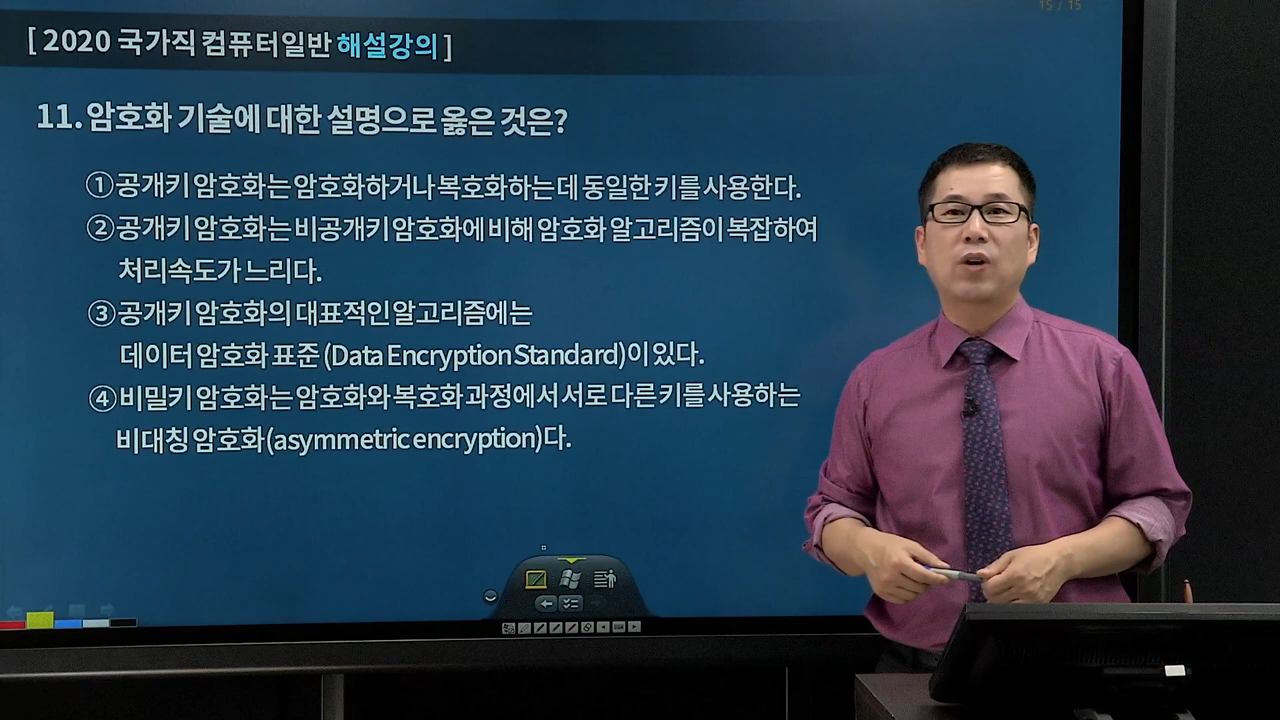 15 / 15
[ 2020 국가직 컴퓨터일반 해설강의 ]
11. 암호화 기술에 대한 설명으로 옳은 것은?
① 공개키 암호화는 암호화하거나 복호화하는데 동일한 키를 사용한다.
② 공개키 암호화는 비공개키 암호화에 비해 암호화 알고리즘이 복잡하여
처리속도가 느리다.
③ 공개키 암호화의 대표적인 알고리즘에는
데이터 암호화 표준 (Data Encryption Standard)이 있다.
④ 비밀키 암호화는 암호화와 복호화 과정에서 서로 다른 키를 사용하는
비대칭 암호화(asymmetric encryption)다.